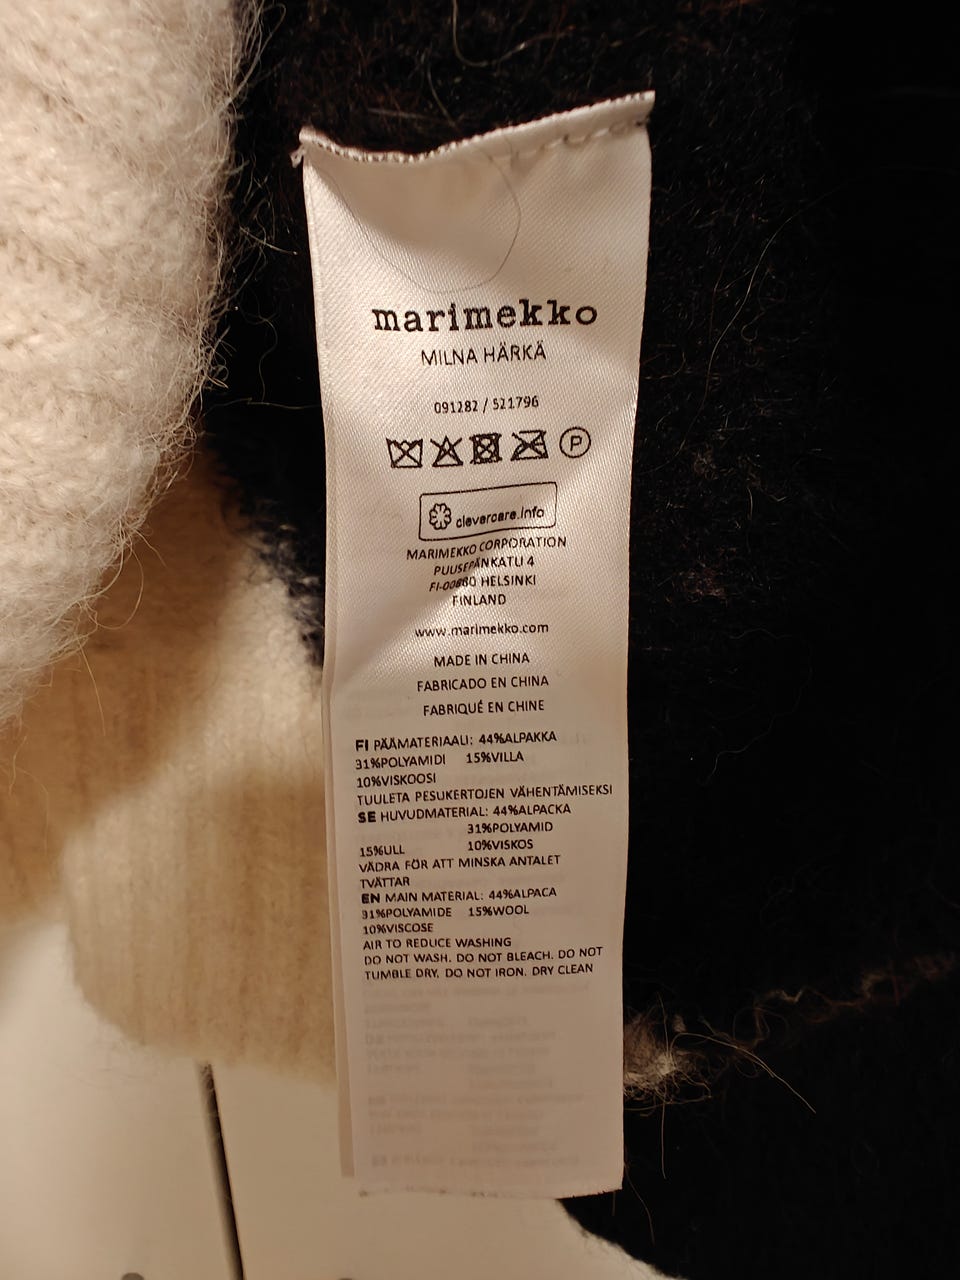 marimekko
MILNA HÄRKÄ
091282 / 521796
P
clevercare.info
MARIMEKKO CORPORATION
PUUSEPÄNKATU 4
FI-00880 HELSINKI
FINLAND
www.marimekko.com
MADE IN CHINA
FABRICADO EN CHINA
FABRIQUÉ EN CHINE
FI PÄÄMATERIAALI: 44%ALPAKKA
31%POLYAMIDI 15%VILLA
10%VISKOOSI
TUULETA PESUKERTOJEN VÄHENTÄMISEKSI
SE HUVUDMATERIAL: 44%ALPACKA
31%POLYAMID
15%ULL 10%VISKOS
VÄDRA FÖR ATT MINSKA ANTALET
TVÄTTAR
EN MAIN MATERIAL: 44%ALPACA
31%POLYAMIDE 15%WOOL
10%VISCOSE
AIR TO REDUCE WASHING
DO NOT WASH. DO NOT BLEACH. DO NOT
TUMBLE DRY. DO NOT IRON. DRY CLEAN